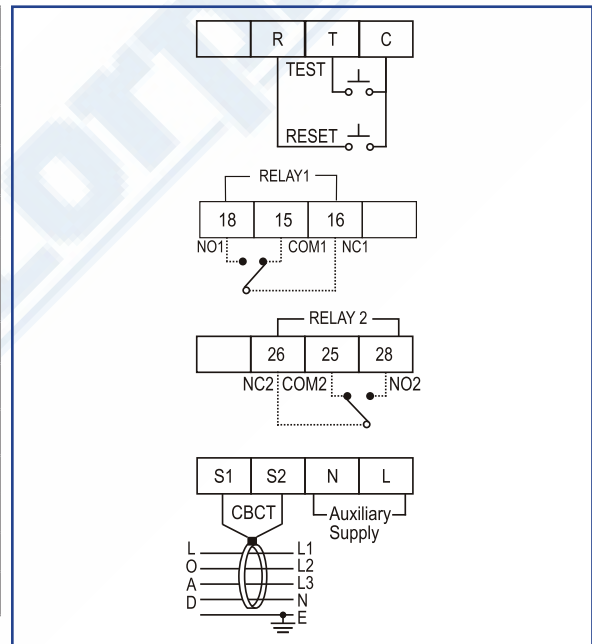 R T C
TEST
RESET
RELAY1
18 15 16
NO1 COM1 NC1
RELAY 2
26 25 28
NC2 COM2 NO2
S1 S2 N L
CBCT
Auxiliary
Supply
L L1
O L2
A L3
D N
E